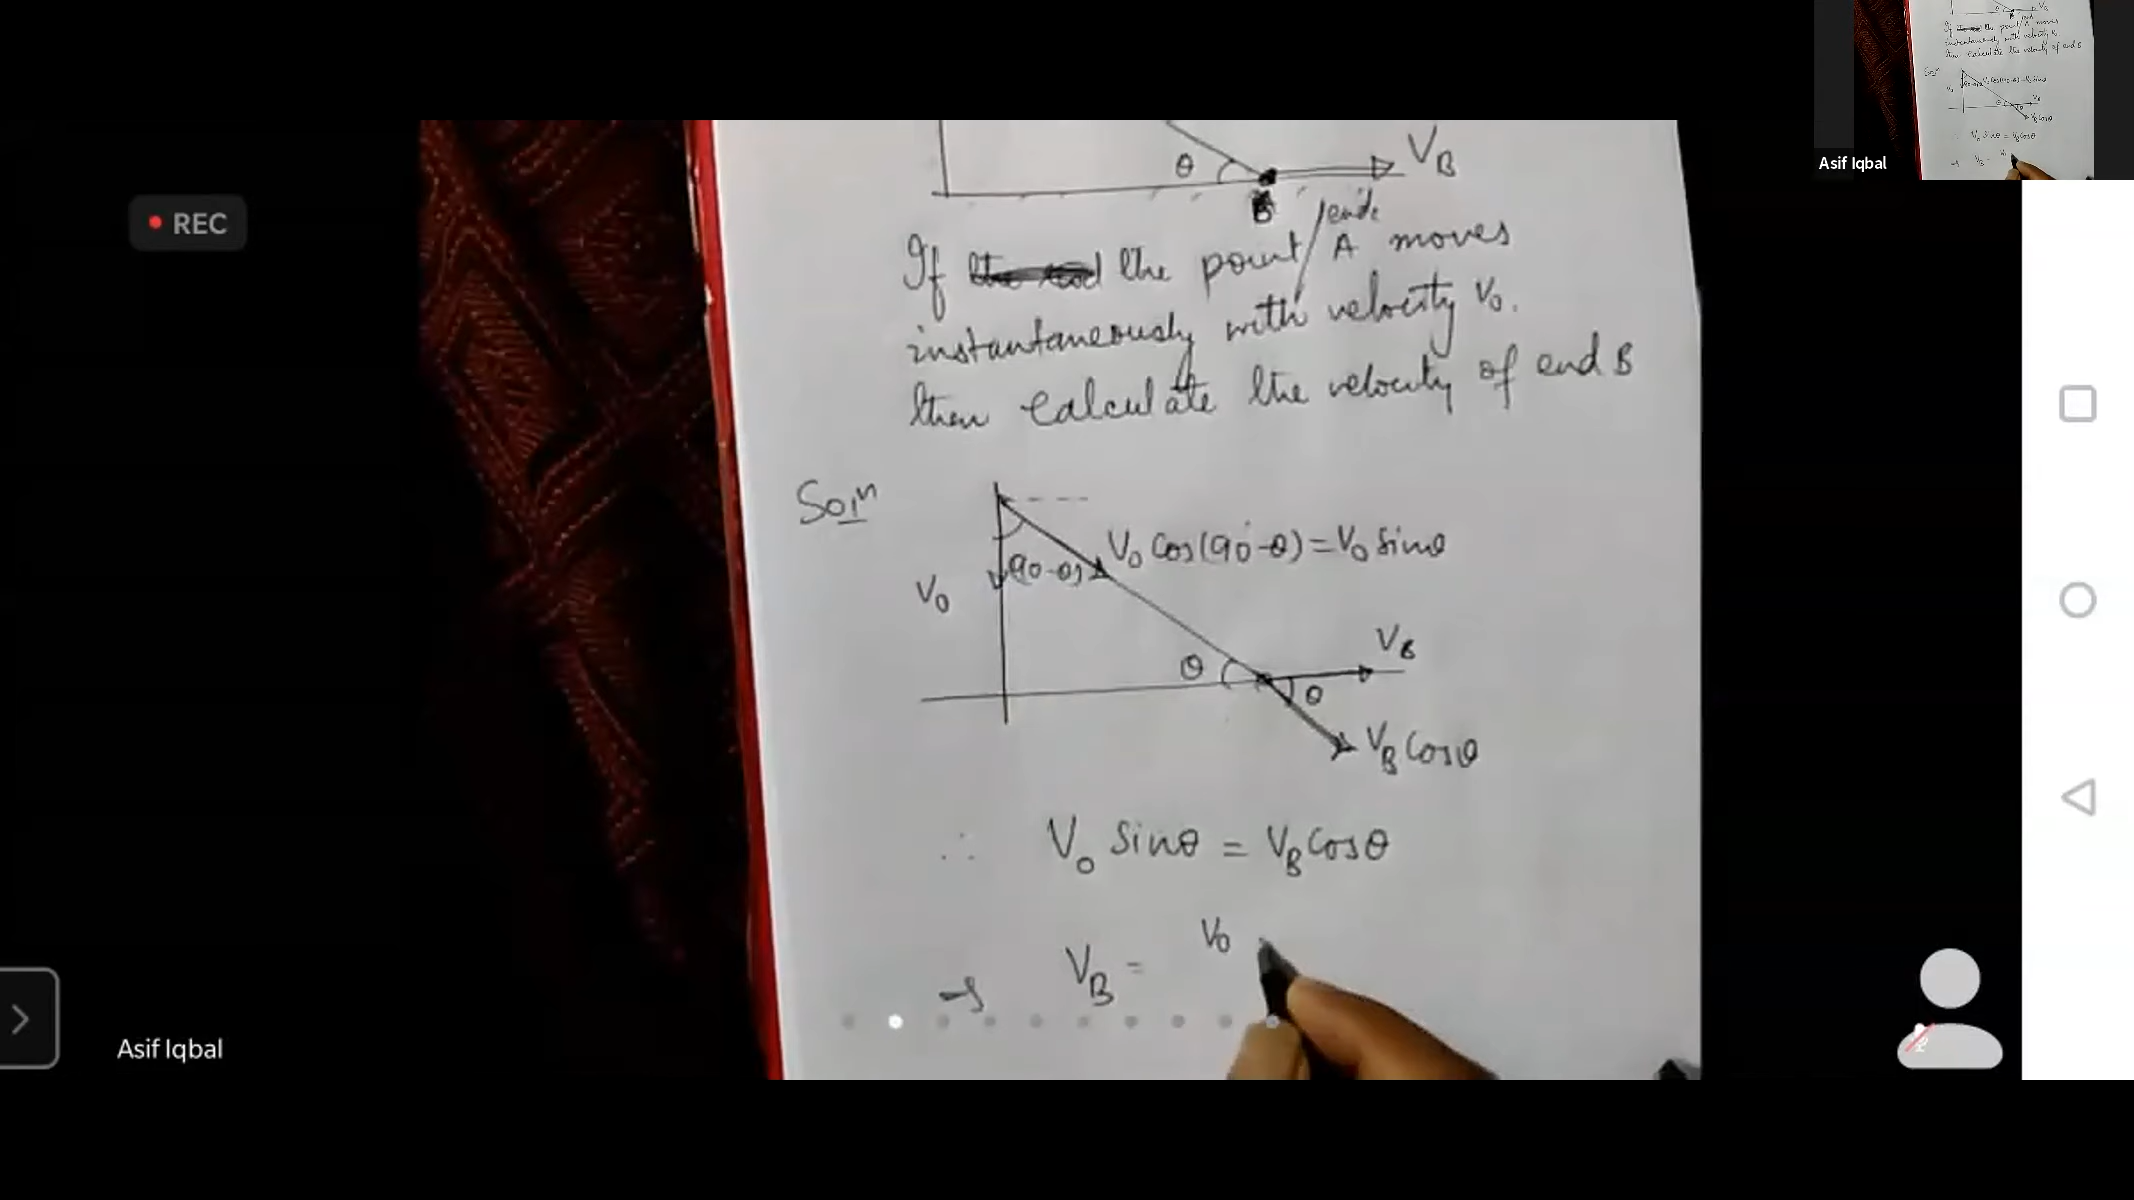 REC
Asif Iqbal
θ
V_B
B
end
If the point A moves
instantaneously with velocity V₀.
then calculate the velocity of end B
Solⁿ
V₀ Cos(90°-θ) = V₀ Sinθ
(90-θ)
V₀
V_B
θ
θ
V_B Cosθ
∴ V₀ Sinθ = V_B Cosθ
⇒ V_B = V₀
Asif Iqbal